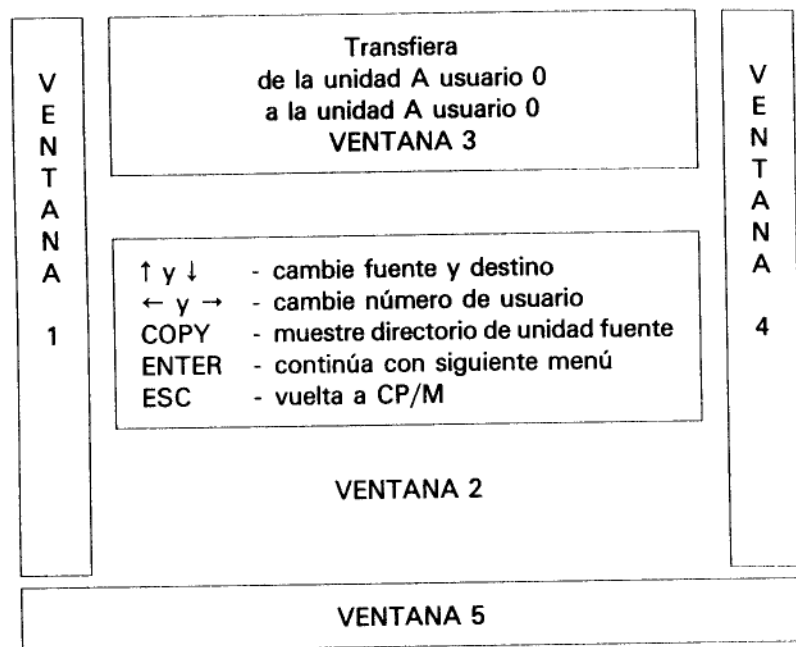 VENTANA 1
Transfiera
de la unidad A usuario 0
a la unidad A usuario 0
VENTANA 3
↑ y ↓ - cambie fuente y destino
← y → - cambie número de usuario
COPY - muestre directorio de unidad fuente
ENTER - continúa con siguiente menú
ESC - vuelta a CP/M
VENTANA 2
VENTANA 4
VENTANA 5